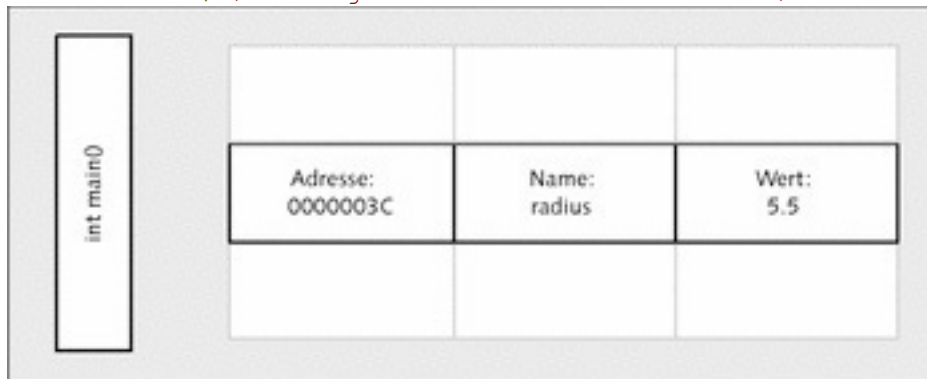 int main()
Adresse:
0000003C
Name:
radius
Wert:
5.5